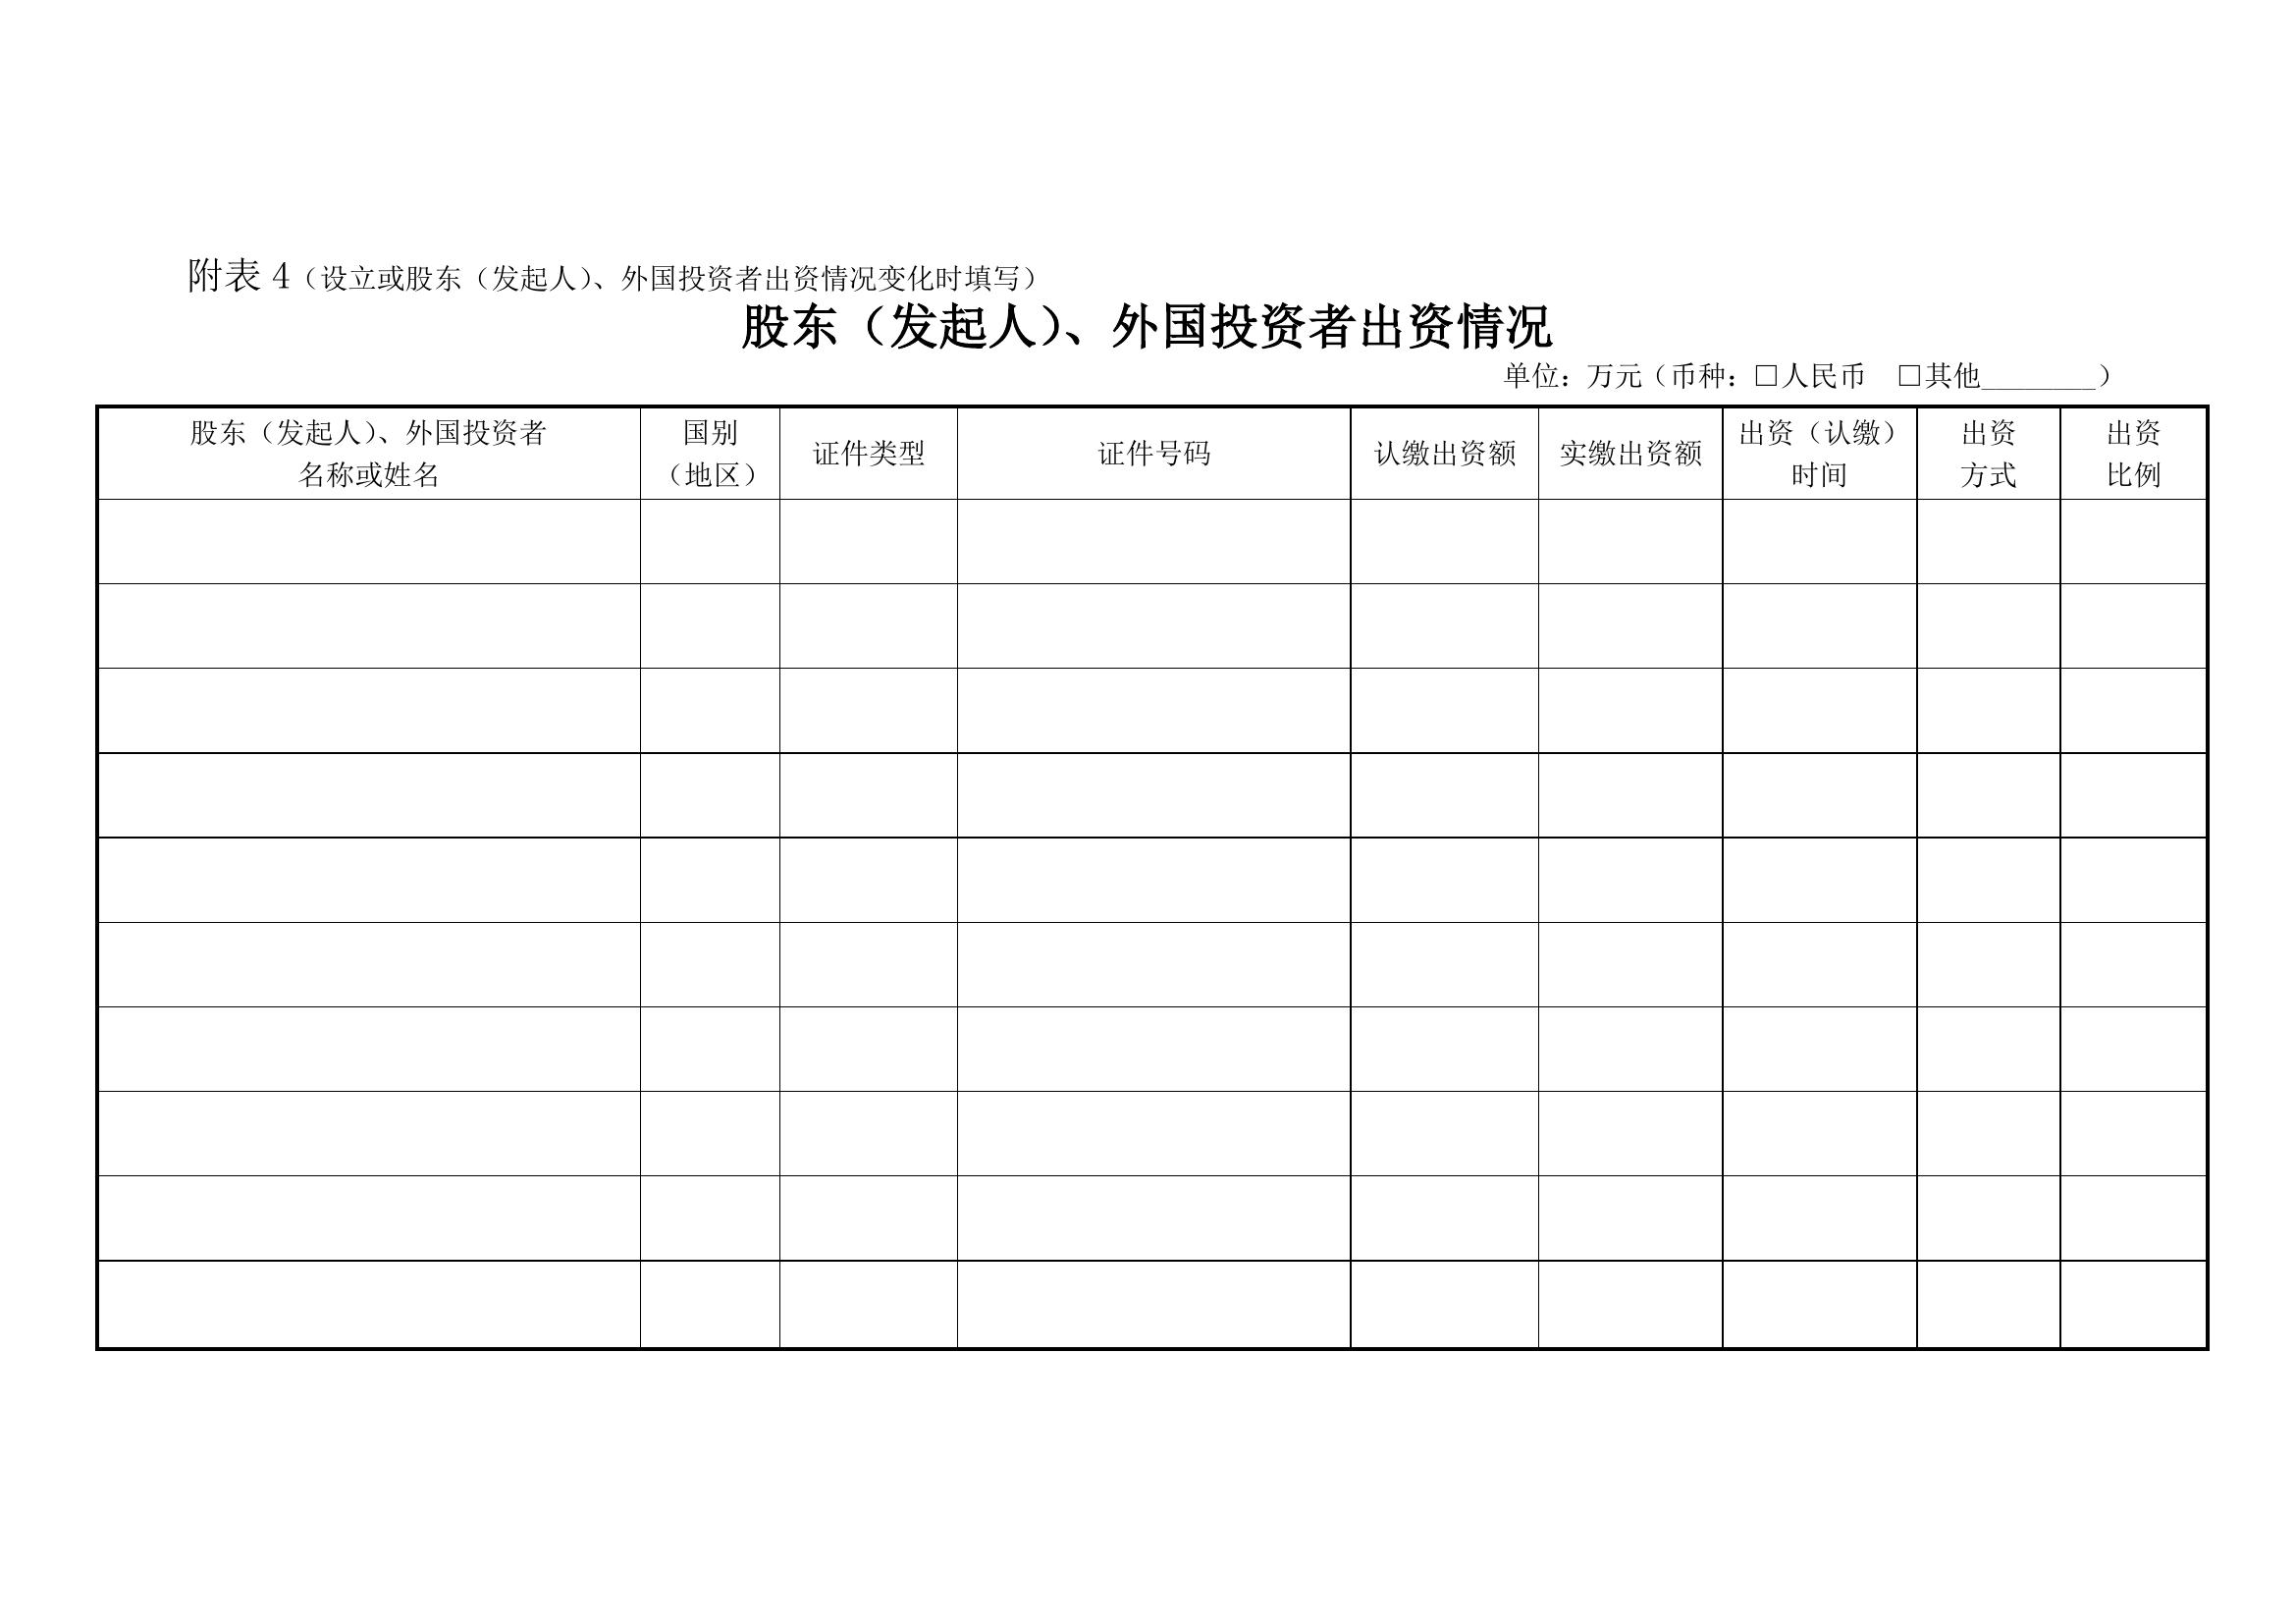 附表 4（设立或股东（发起人）、外国投资者出资情况变化时填写）
股东（发起人）、外国投资者出资情况
单位：万元（币种：□人民币　□其他________）
股东（发起人）、外国投资者
名称或姓名
国别
（地区）
证件类型
证件号码
认缴出资额
实缴出资额
出资（认缴）
时间
出资
方式
出资
比例